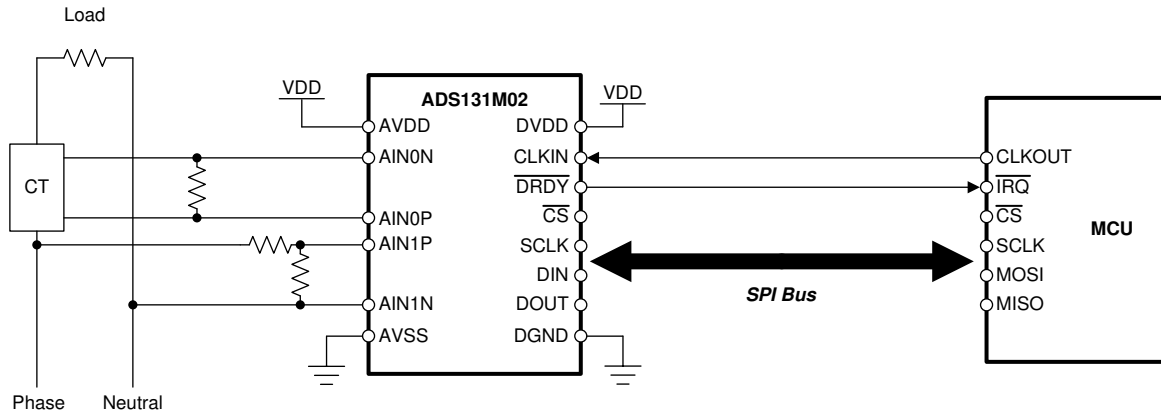 Load
VDD
ADS131M02
VDD
AVDD
DVDD
AIN0N
CLKIN
CLKOUT
CT
DRDY
IRQ
AIN0P
CS
CS
MCU
AIN1P
SCLK
SCLK
DIN
MOSI
SPI Bus
AIN1N
DOUT
MISO
AVSS
DGND
Phase
Neutral